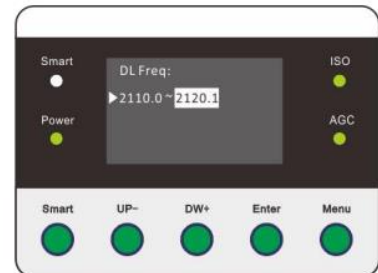 Smart
ISO
DL Freq:
▶2110.0~2120.1
Power
AGC
Smart UP- DW+ Enter Menu